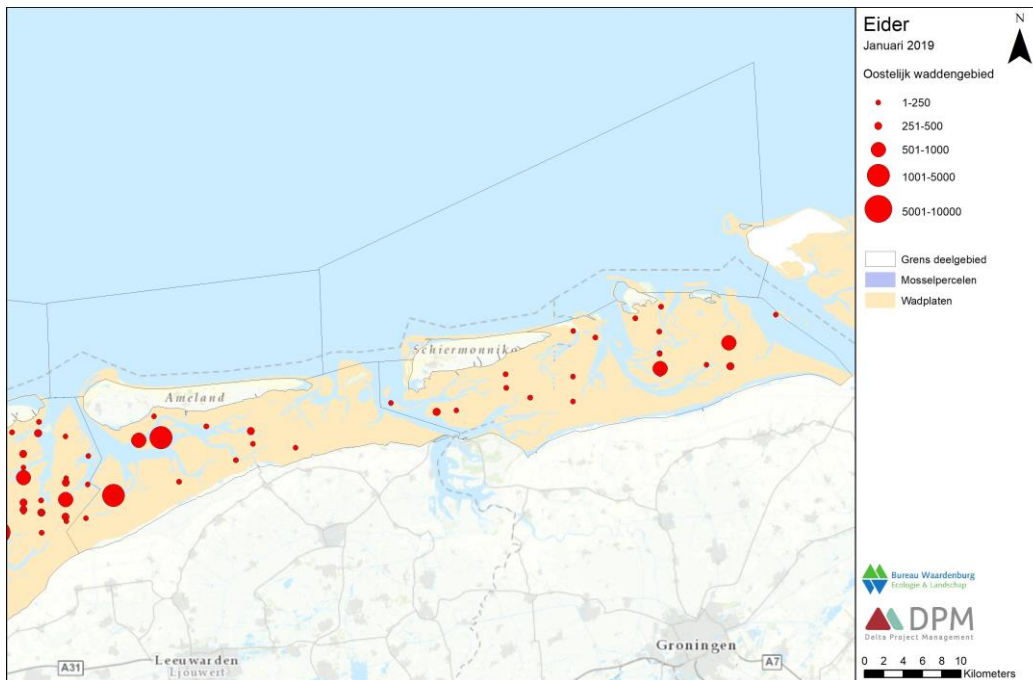 Eider
Januari 2019
N
Oostelijk waddengebied
1-250
251-500
501-1000
1001-5000
5001-10000
Grens deelgebied
Mosselpercelen
Wadplaten
Schiermonniko
Ameland
Leeuwarden
Ljouwert
Groningen
A31
A7
Bureau Waardenburg
Ecologie & Landschap
DPM
Delta Project Management
0 2 4 6 8 10
Kilometers